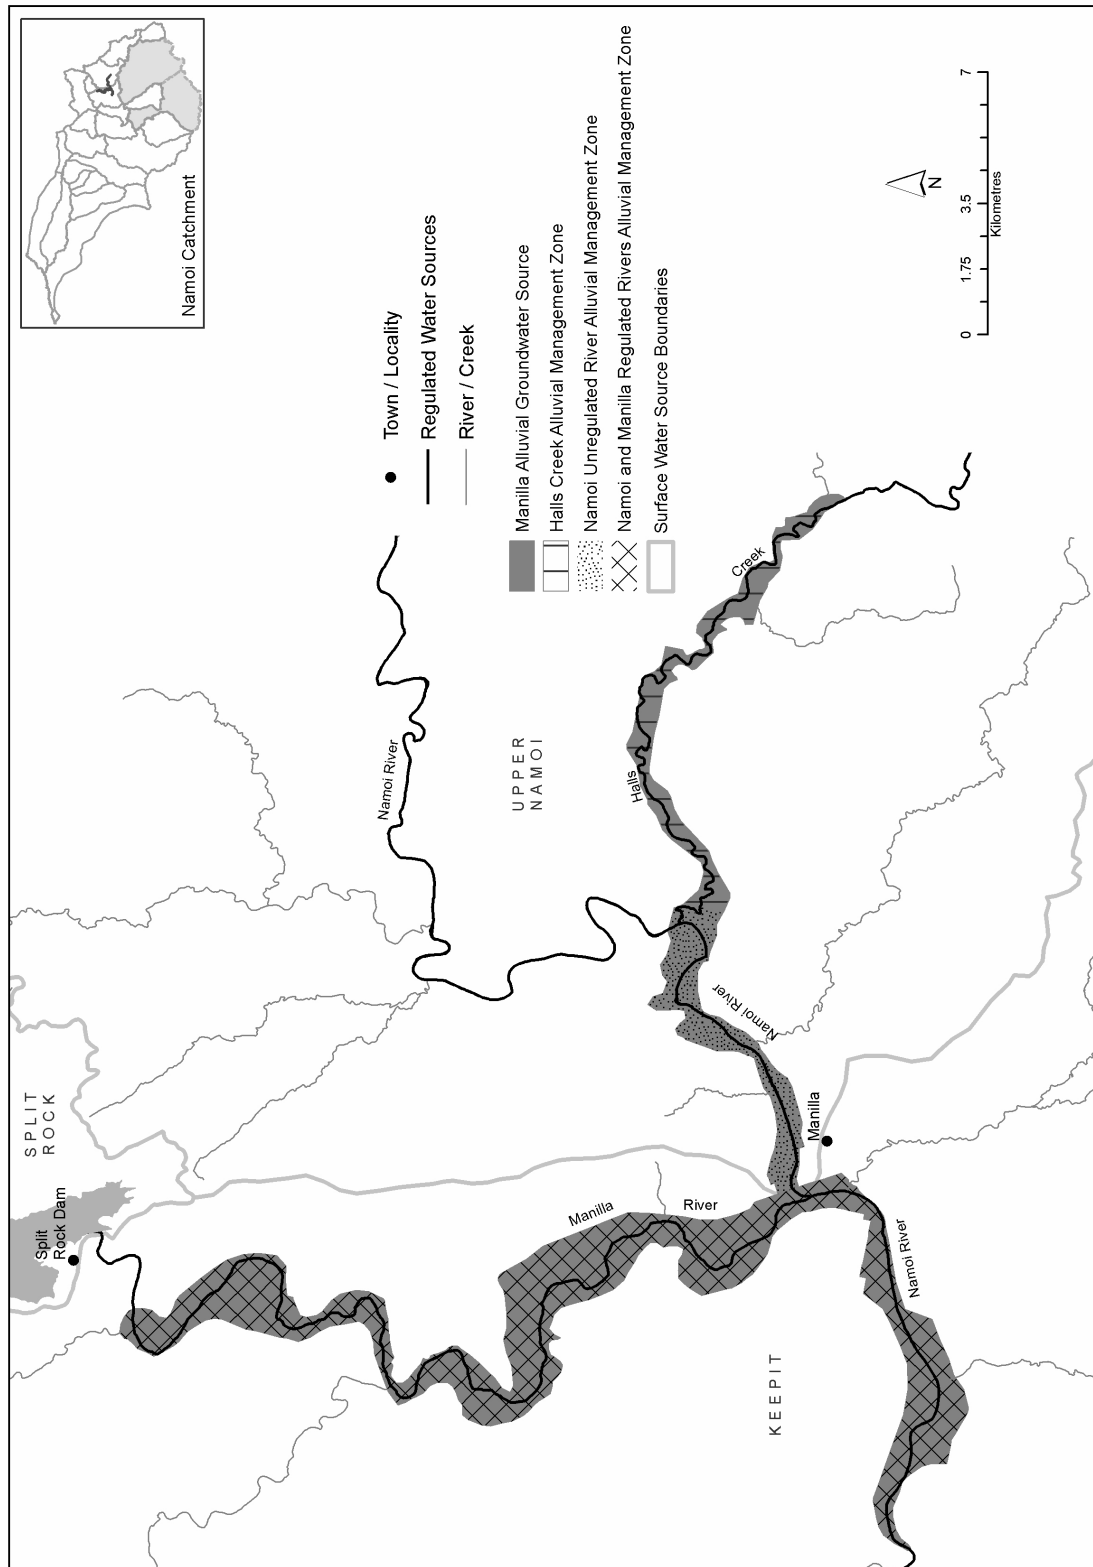 Namoi Catchment
Town / Locality
Regulated Water Sources
River / Creek
Manilla Alluvial Groundwater Source
Halls Creek Alluvial Management Zone
Namoi Unregulated River Alluvial Management Zone
Namoi and Manilla Regulated Rivers Alluvial Management Zone
Surface Water Source Boundaries
N
0
1.75
3.5
7
Kilometres
SPLIT
ROCK
Split
Rock Dam
Namoi River
UPPER
NAMOI
Halls
Creek
Namoi River
Manilla
Manilla
River
Namoi River
KEEPIT